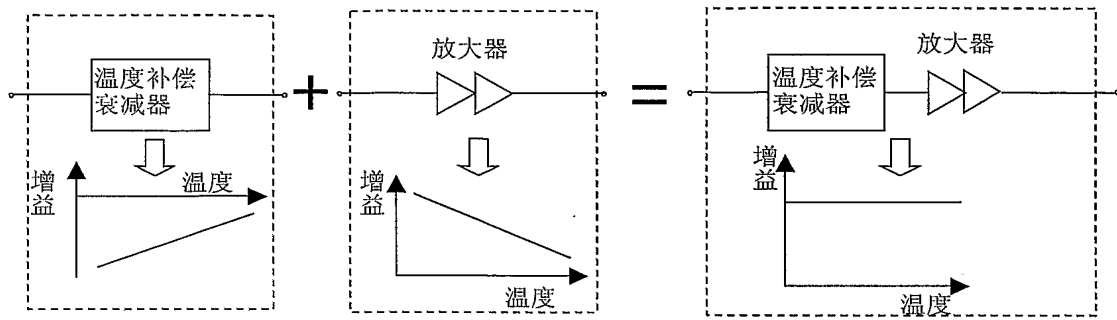 温度补偿
衰减器
增
益
温度
+
放大器
增
益
温度
=
温度补偿
衰减器
放大器
增
益
温度